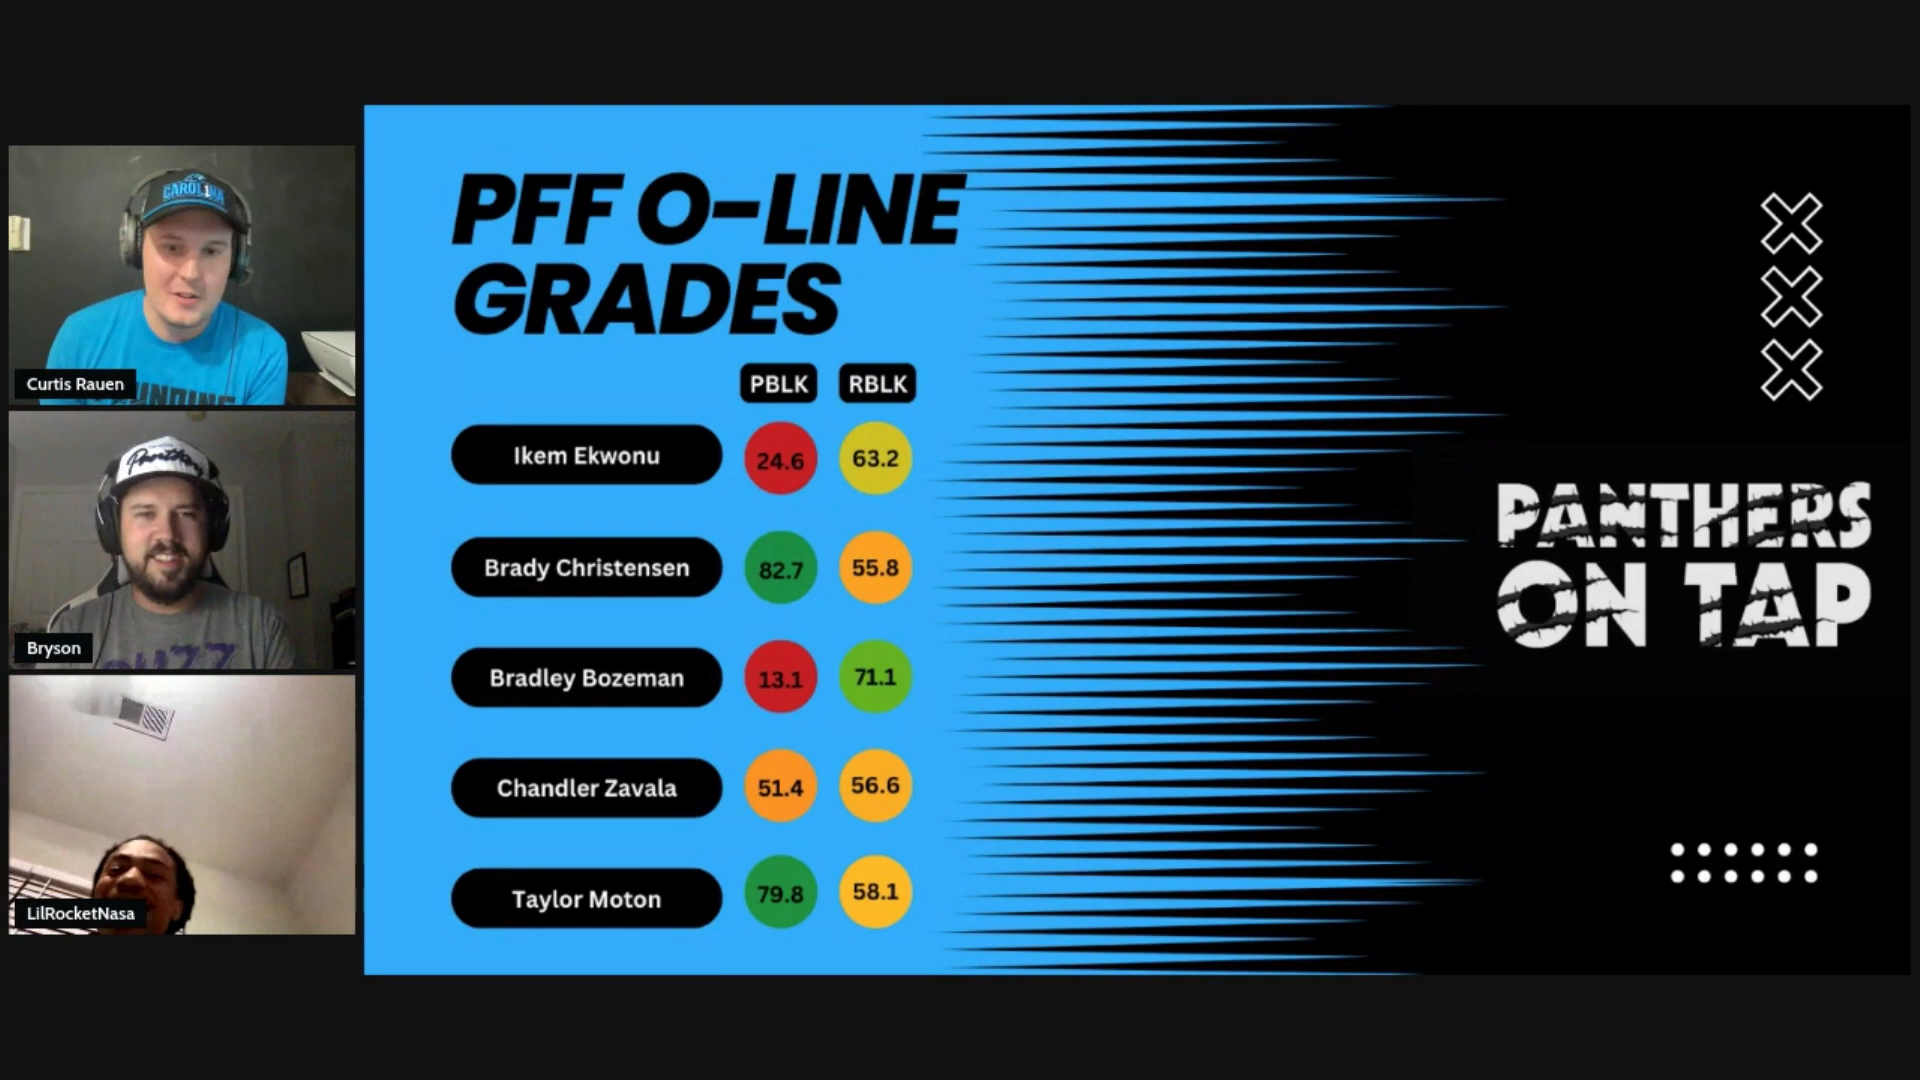 CAROLINA
Curtis Rauen
Panthers
Bryson
BUZZ
LilRocketNasa
PFF O-LINE
GRADES
PBLK RBLK
Ikem Ekwonu 24.6 63.2
Brady Christensen 82.7 55.8
Bradley Bozeman 13.1 71.1
Chandler Zavala 51.4 56.6
Taylor Moton 79.8 58.1
PANTHERS
ON TAP